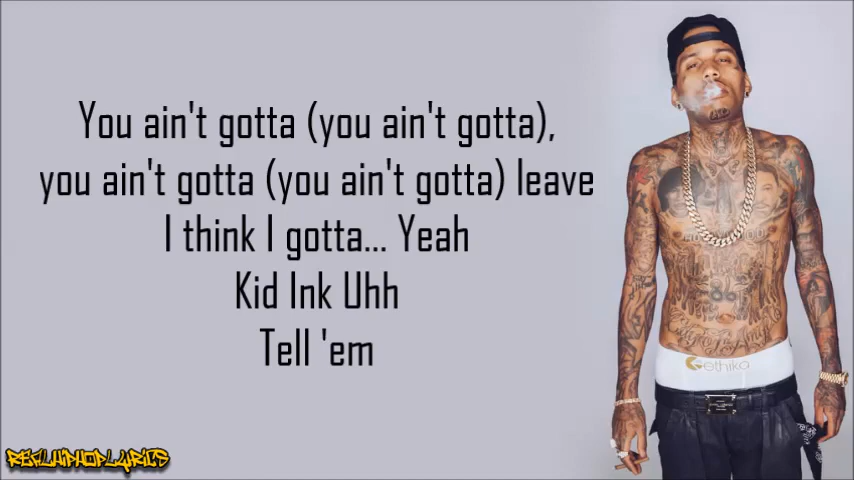 You ain't gotta (you ain't gotta),
you ain't gotta (you ain't gotta) leave
I think I gotta... Yeah
Kid Ink Uhh
Tell 'em
ethika
REALHIPHOPLYRICS